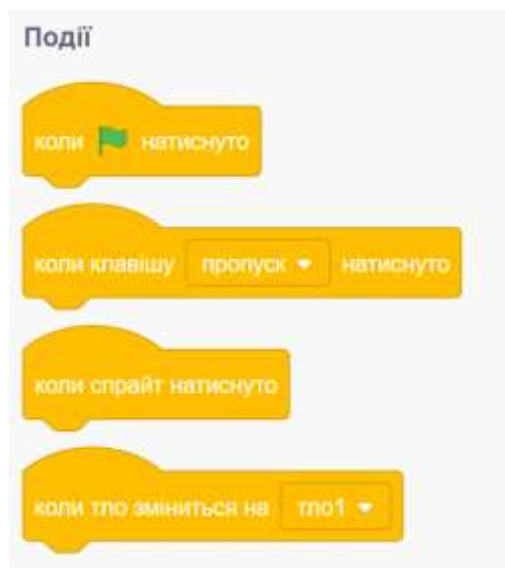 Події
коли натиснуто
коли клавішу пропуск натиснуто
коли спрайт натиснуто
коли тло зміниться на тло1